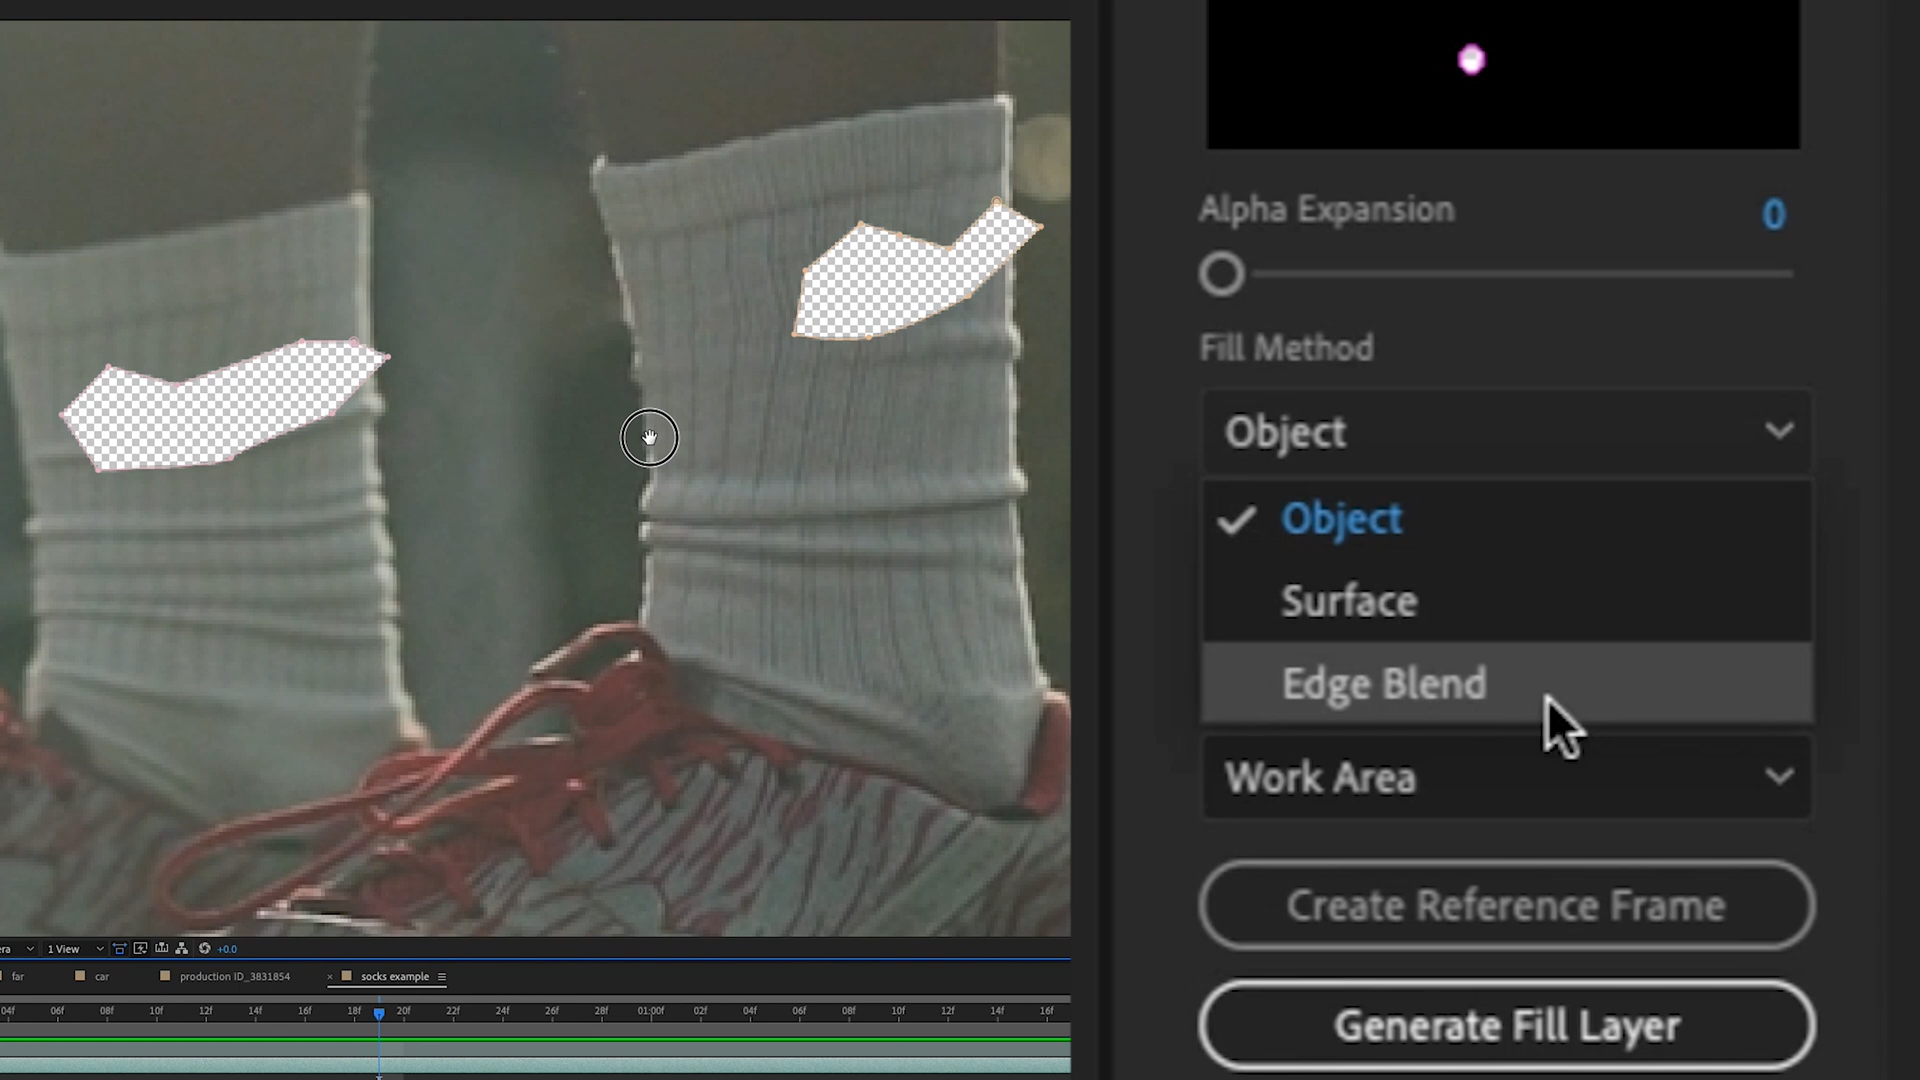 Alpha Expansion
0
Fill Method
Object
Object
Surface
Edge Blend
Work Area
Create Reference Frame
Generate Fill Layer
era 1 View +0.0
far car production ID_3831854 × socks example
04f 06f 08f 10f 12f 14f 16f 18f 20f 22f 24f 26f 28f 01:00f 02f 04f 06f 08f 10f 12f 14f 16f